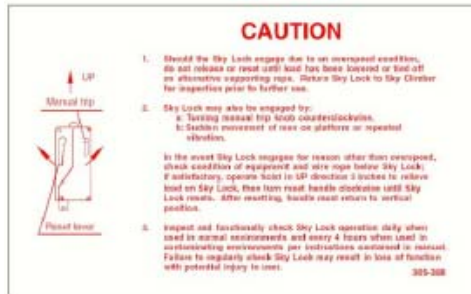 CAUTION
UP
Manual trip
Reset lever
1. Should the Sky Lock engage due to an overspeed condition,
do not release or reset until load has been lowered or tied off
on alternative supporting rope. Return Sky Lock to Sky Climber
for inspection prior to further use.
2. Sky Lock may also be engaged by:
a: Turning manual trip knob counterclockwise.
b: Sudden movement of men on platform or repeated
vibration.
In the event Sky Lock engages for reason other than overspeed,
check condition of equipment and wire rope below Sky Lock;
if satisfactory, operate hoist in UP direction 3 inches to relieve
load on Sky Lock, then turn reset handle clockwise until Sky
Lock resets. After resetting, handle must return to vertical
position.
3. Inspect and functionally check Sky Lock operation daily when
used in normal environments and every 4 hours when used in
contaminating environments per instructions contained in manual.
Failure to regularly check Sky Lock may result in loss of function
with potential injury to user.
305-368